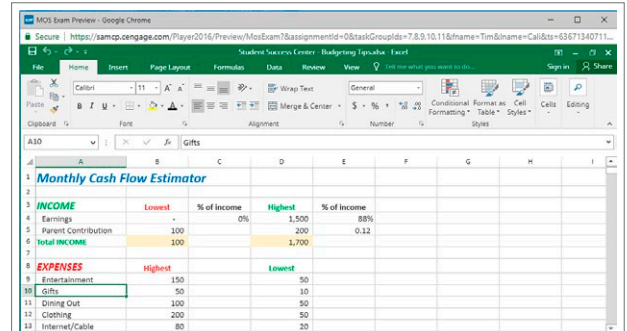 MOS Exam Preview - Google Chrome
Secure | https://samcp.cengage.com/Player2016/Preview/MosExam?&assignmentId=0&taskGroupIds=7.8.9.10.11&fname=Tim&lname=Cali&ts=63671340711...
Student Success Center - Budgeting Tips.xlsx - Excel
File Home Insert Page Layout Formulas Data Review View Tell me what you want to do... Sign in Share
Calibri 11 A A Wrap Text General
Paste B I U A Merge & Center $ % , Conditional Formatting Format as Table Cell Styles Cells Editing
Clipboard Font Alignment Number Styles
A10 fx Gifts
A B C D E F G H I
1 Monthly Cash Flow Estimator
2
3 INCOME Lowest % of income Highest % of income
4 Earnings - 0% 1,500 88%
5 Parent Contribution 100 200 0.12
6 Total INCOME 100 1,700
7
8 EXPENSES Highest Lowest
9 Entertainment 150 50
10 Gifts 50 10
11 Dining Out 100 50
12 Clothing 200 50
13 Internet/Cable 80 20